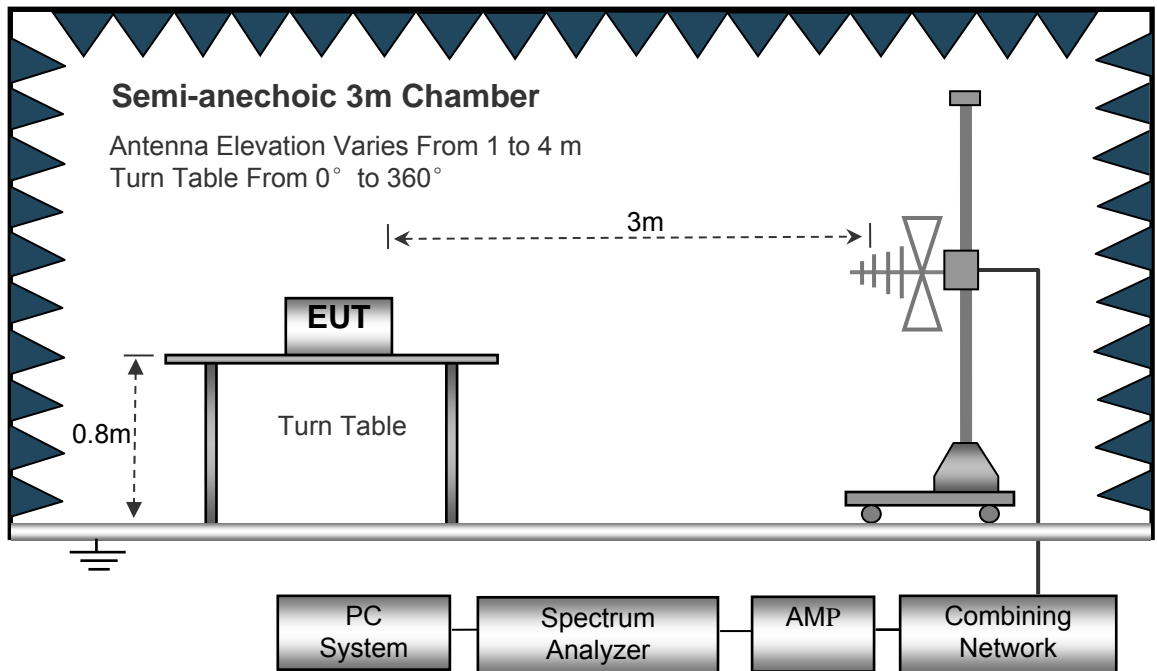 Semi-anechoic 3m Chamber
Antenna Elevation Varies From 1 to 4 m
Turn Table From 0° to 360°
3m
EUT
0.8m
Turn Table
PC
System
Spectrum
Analyzer
AMP
Combining
Network